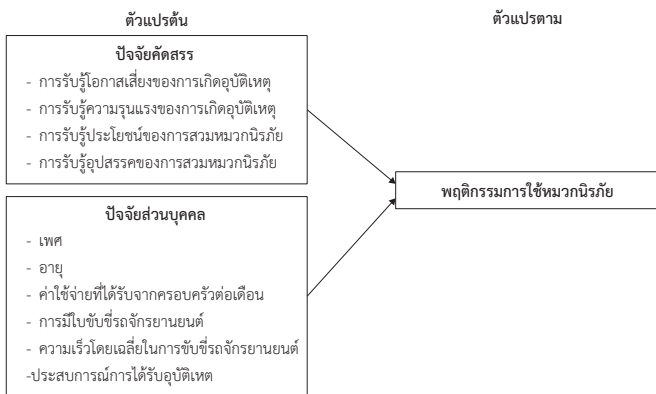 ตัวแปรต้น
ตัวแปรตาม
ปัจจัยคัดสรร
- การรับรู้โอกาสเสี่ยงของการเกิดอุบัติเหตุ
- การรับรู้ความรุนแรงของการเกิดอุบัติเหตุ
- การรับรู้ประโยชน์ของการสวมหมวกนิรภัย
- การรับรู้อุปสรรคของการสวมหมวกนิรภัย
พฤติกรรมการใช้หมวกนิรภัย
ปัจจัยส่วนบุคคล
- เพศ
- อายุ
- ค่าใช้จ่ายที่ได้รับจากครอบครัวต่อเดือน
- การมีใบขับขี่รถจักรยานยนต์
- ความเร็วโดยเฉลี่ยในการขับขี่รถจักรยานยนต์
-ประสบการณ์การได้รับอุบัติเหต